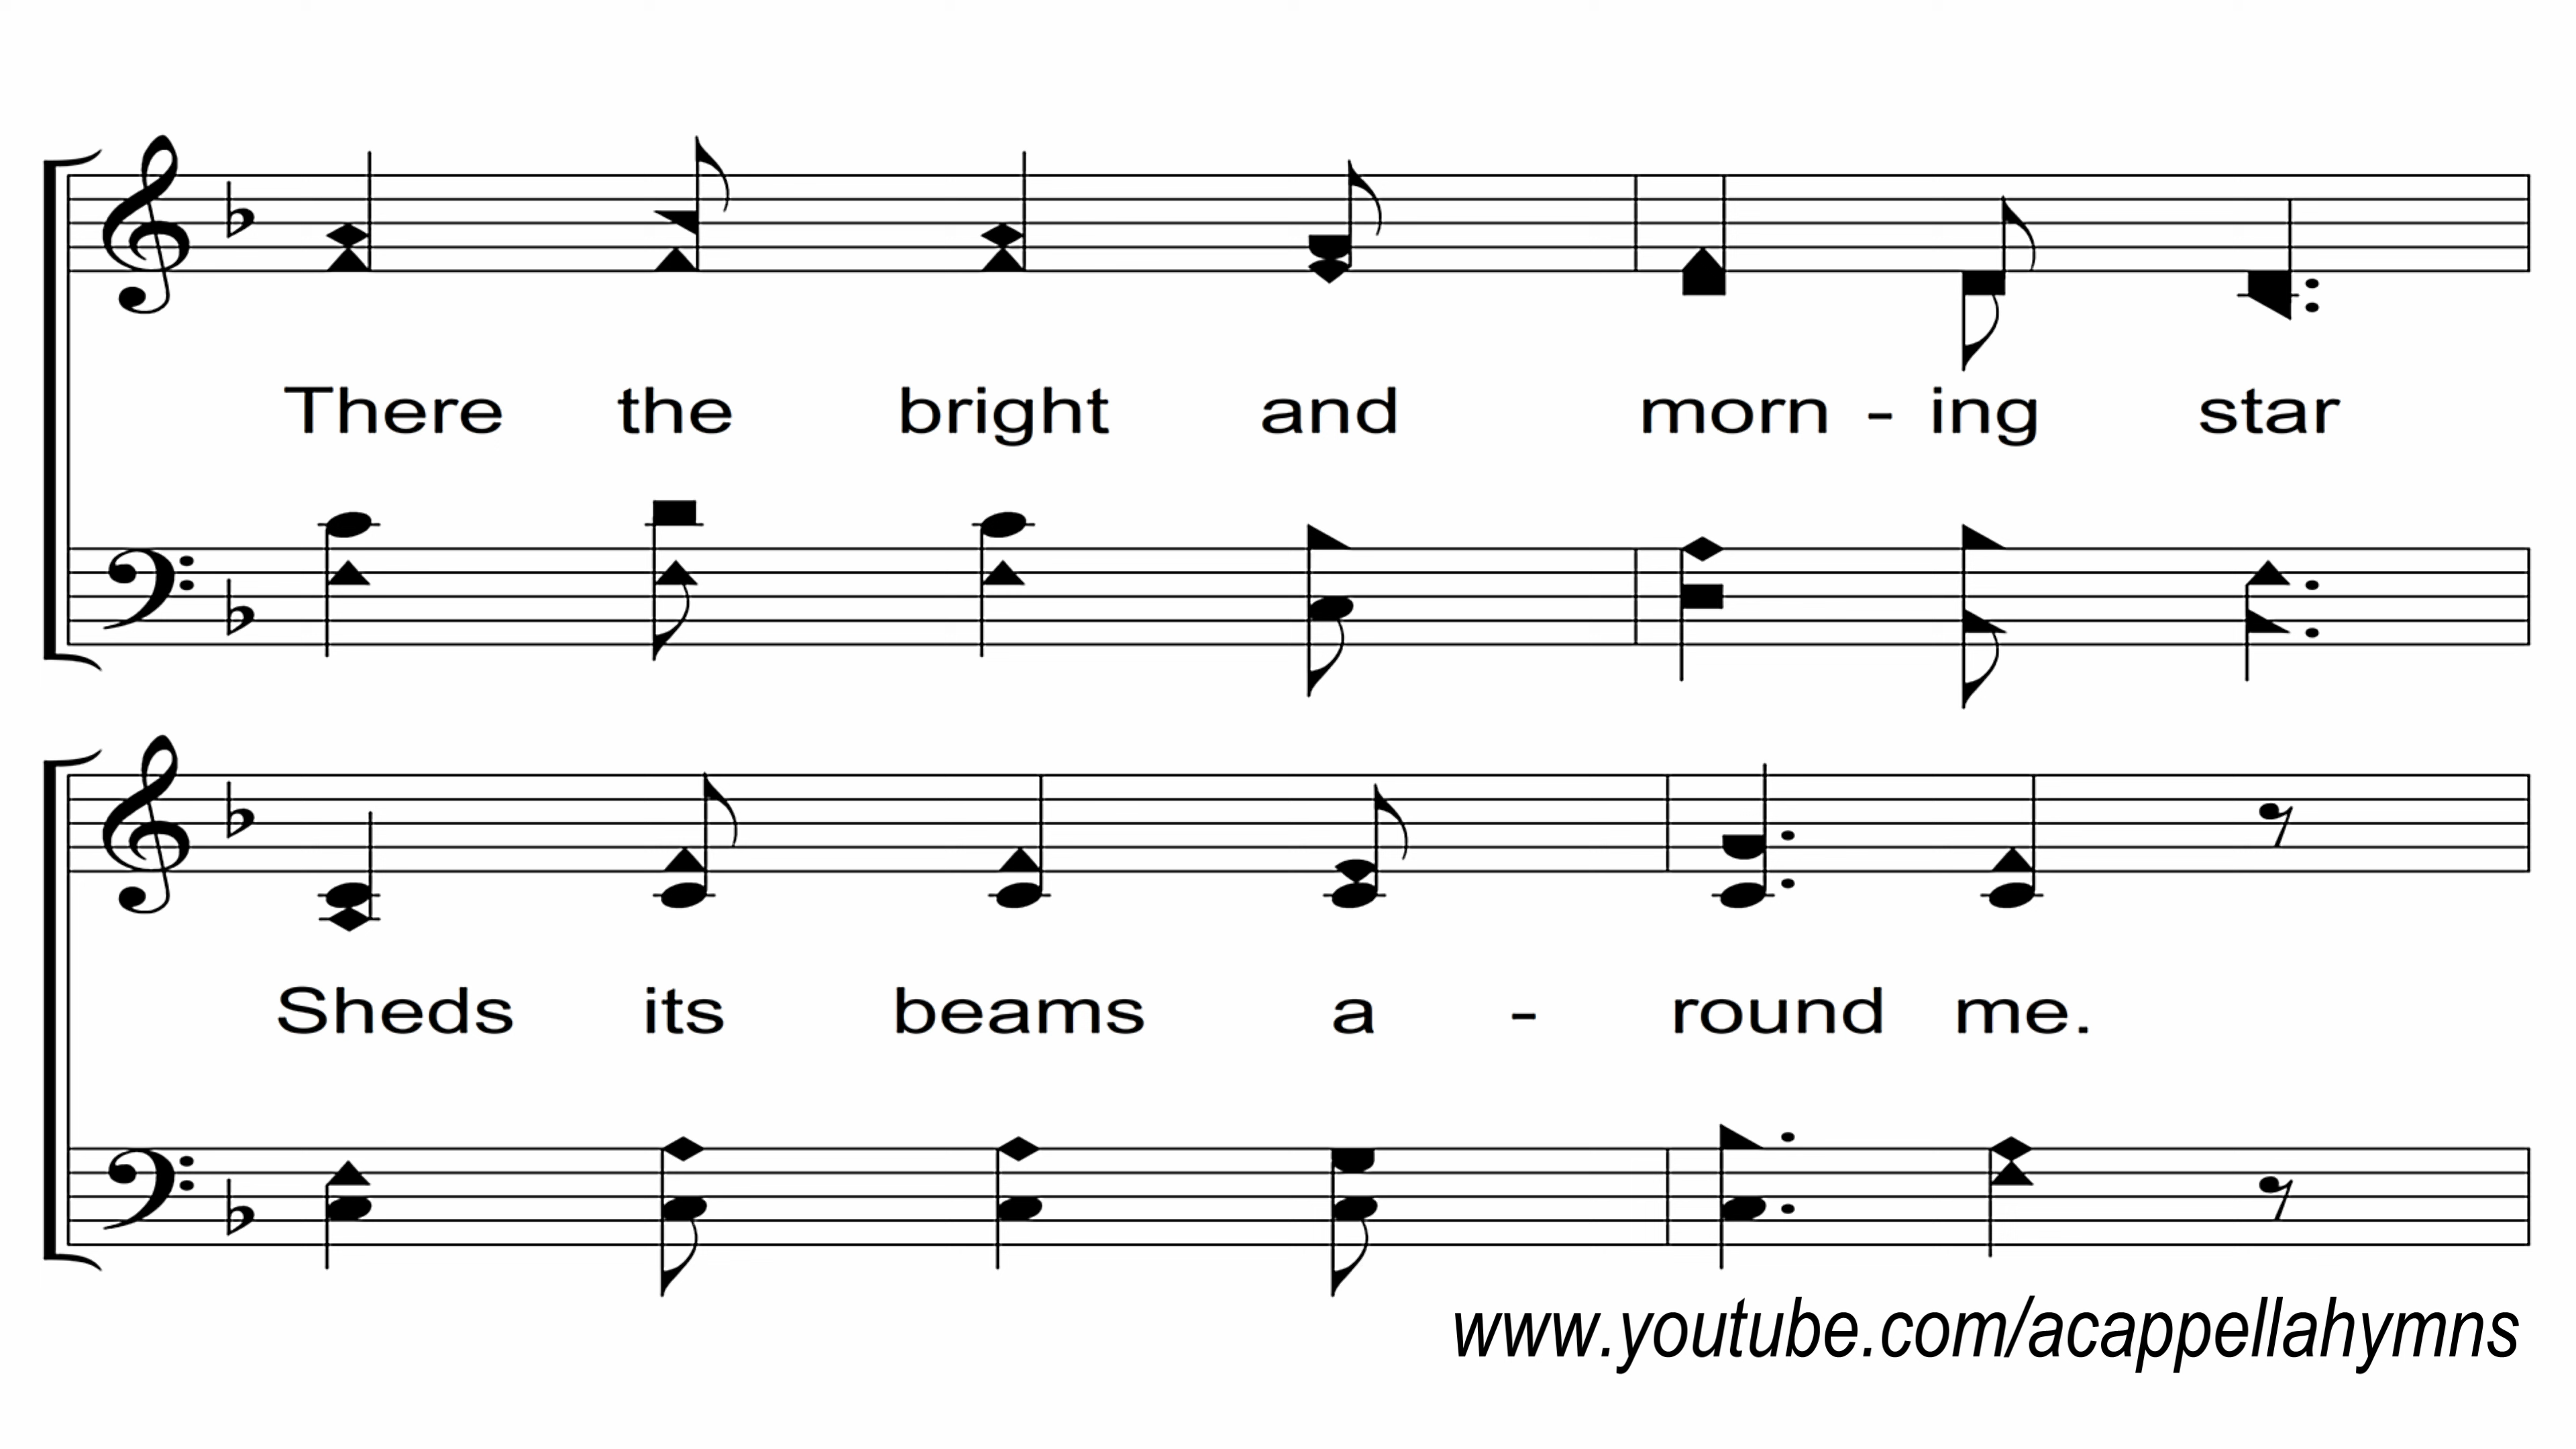 There the bright and morn - ing star
Sheds its beams a - round me.
www.youtube.com/acappellahymns